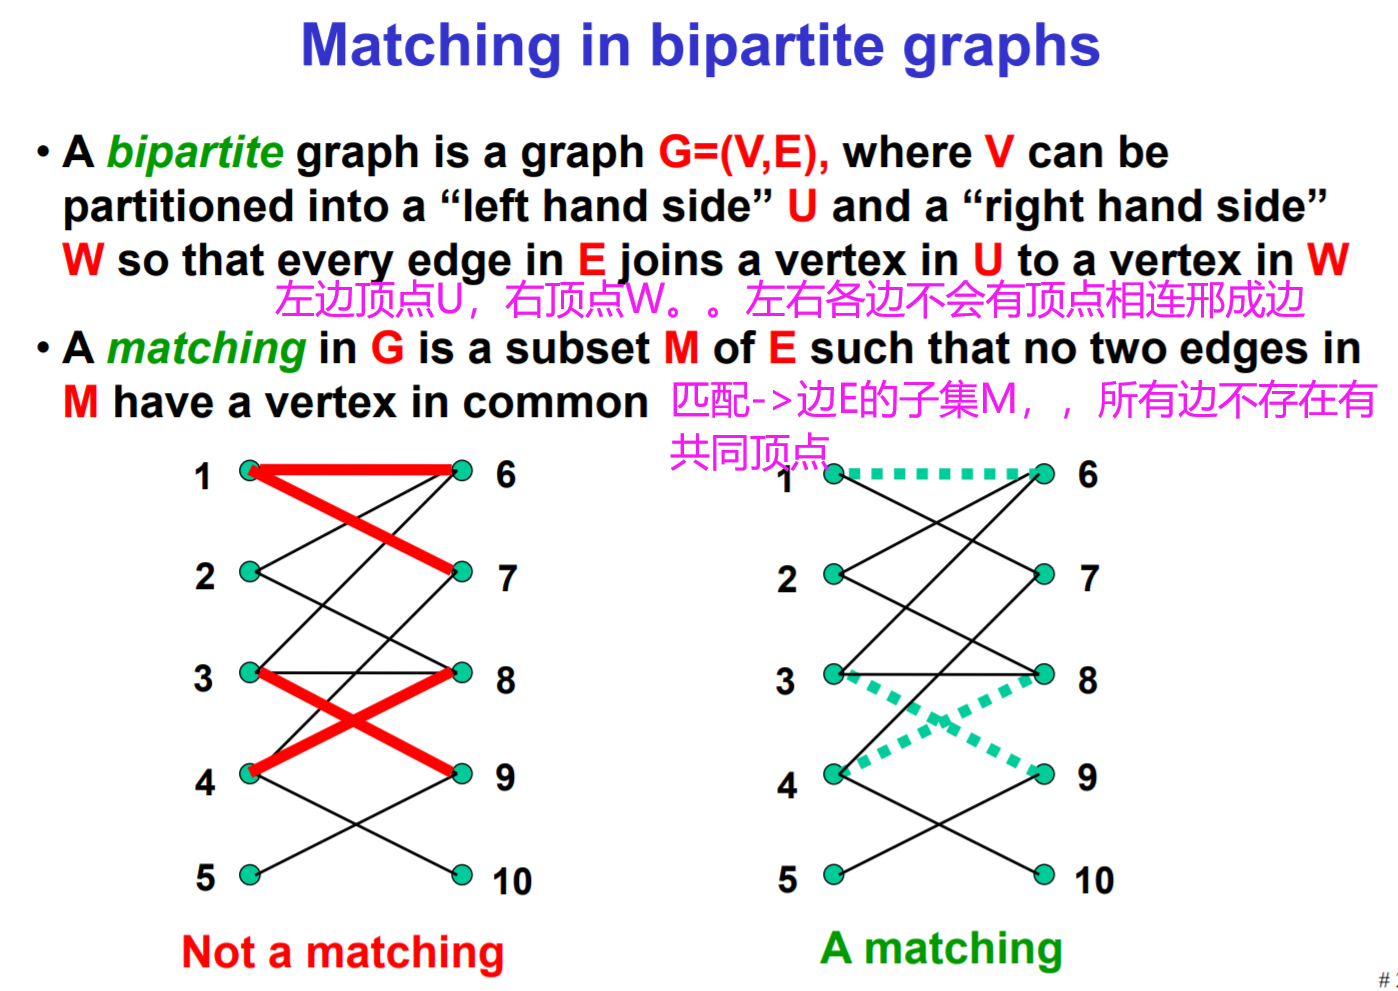 Matching in bipartite graphs
• A bipartite graph is a graph G=(V,E), where V can be
partitioned into a “left hand side” U and a “right hand side”
W so that every edge in E joins a vertex in U to a vertex in W
左边顶点U，右顶点W。。左右各边不会有顶点相连形成边
• A matching in G is a subset M of E such that no two edges in
M have a vertex in common
匹配->边E的子集M，，所有边不存在有
共同顶点
1 6
2 7
3 8
4 9
5 10
Not a matching
1 6
2 7
3 8
4 9
5 10
A matching
#